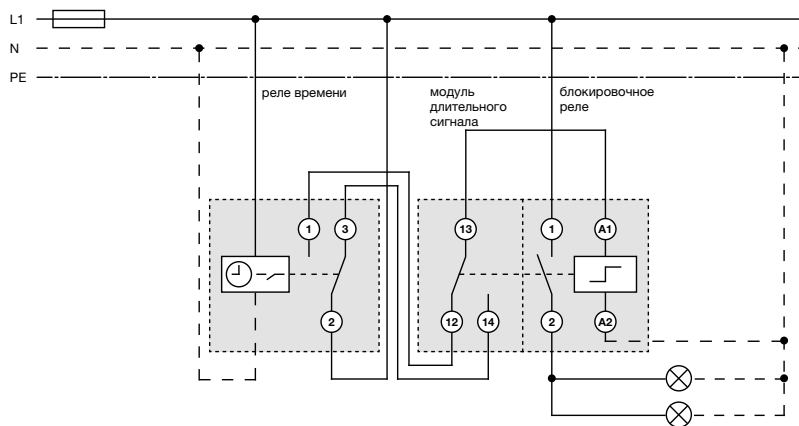 L1
N
PE
реле времени
модуль
длительного
сигнала
блокировочное
реле
1
3
13
1
A1
2
12
14
2
A2